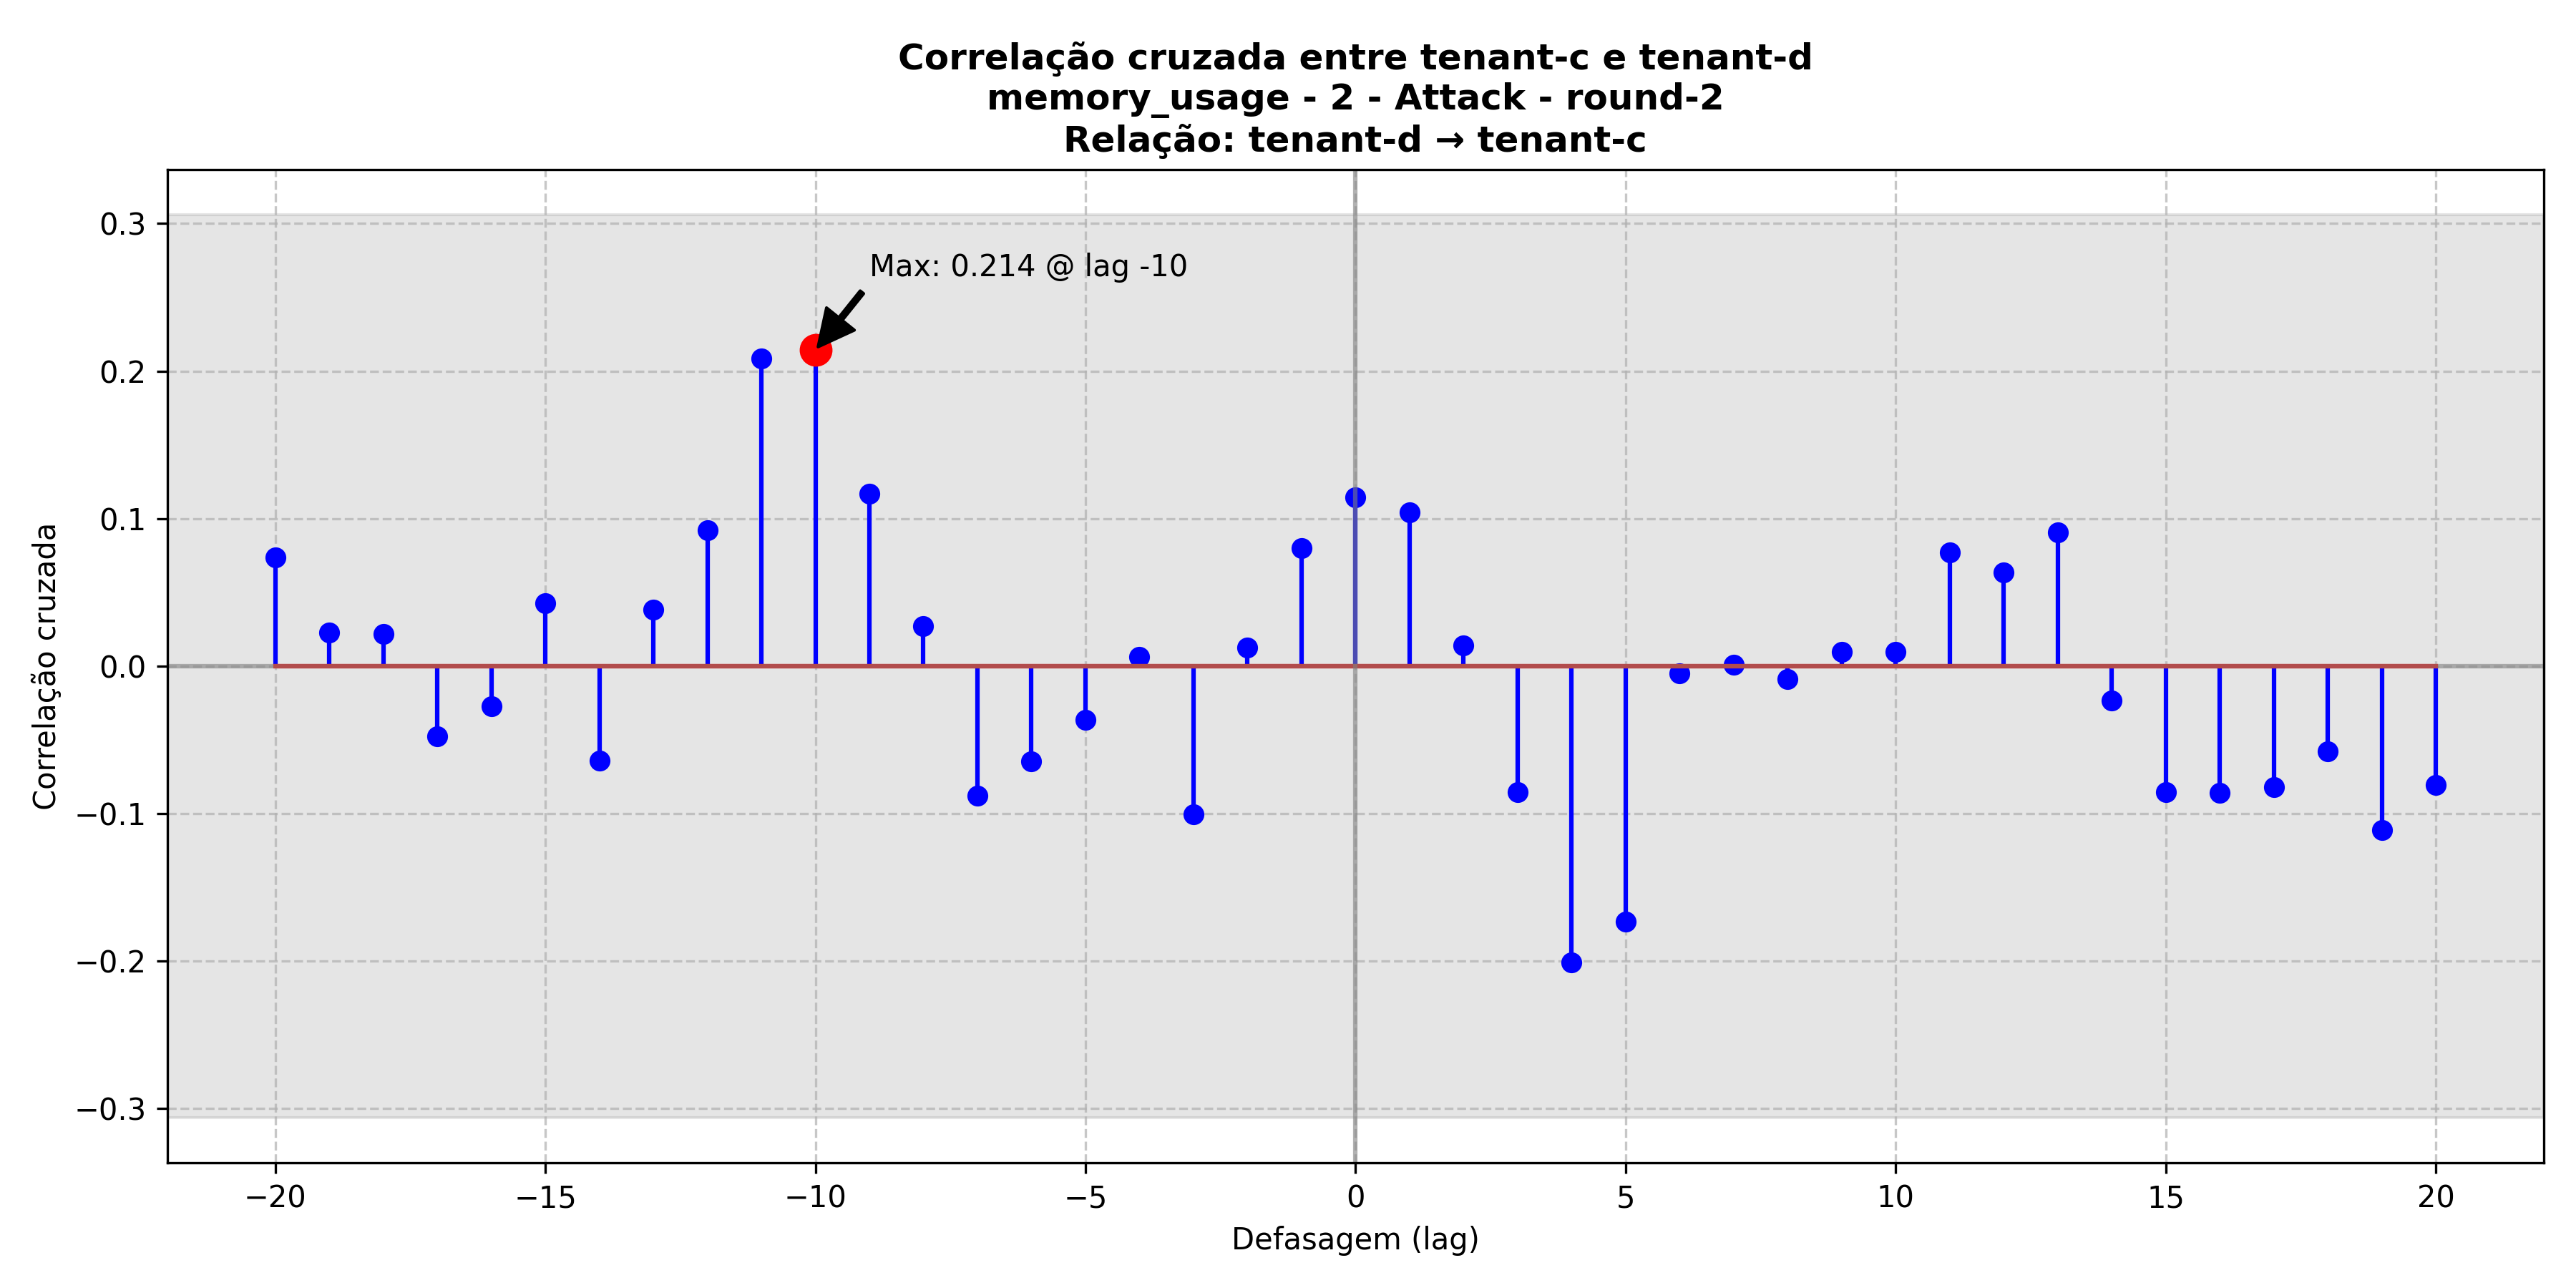 Correlação cruzada entre tenant-c e tenant-d
memory_usage - 2 - Attack - round-2
Relação: tenant-d → tenant-c
Max: 0.214 @ lag -10
Correlação cruzada
0.3
0.2
0.1
0.0
−0.1
−0.2
−0.3
−20 −15 −10 −5 0 5 10 15 20
Defasagem (lag)